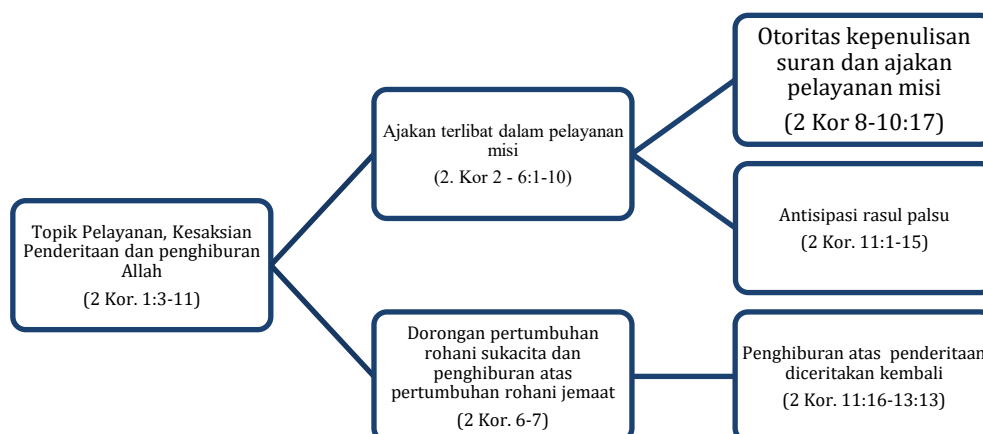 Topik Pelayanan, Kesaksian
Penderitaan dan penghiburan
Allah
(2 Kor. 1:3-11)
Ajakan terlibat dalam pelayanan
misi
(2. Kor 2 - 6:1-10)
Otoritas kepenulisan
suran dan ajakan
pelayanan misi
(2 Kor 8-10:17)
Antisipasi rasul palsu
(2 Kor. 11:1-15)
Dorongan pertumbuhan
rohani sukacita dan
penghiburan atas
pertumbuhan rohani jemaat
(2 Kor. 6-7)
Penghiburan atas penderitaan
diceritakan kembali
(2 Kor. 11:16-13:13)